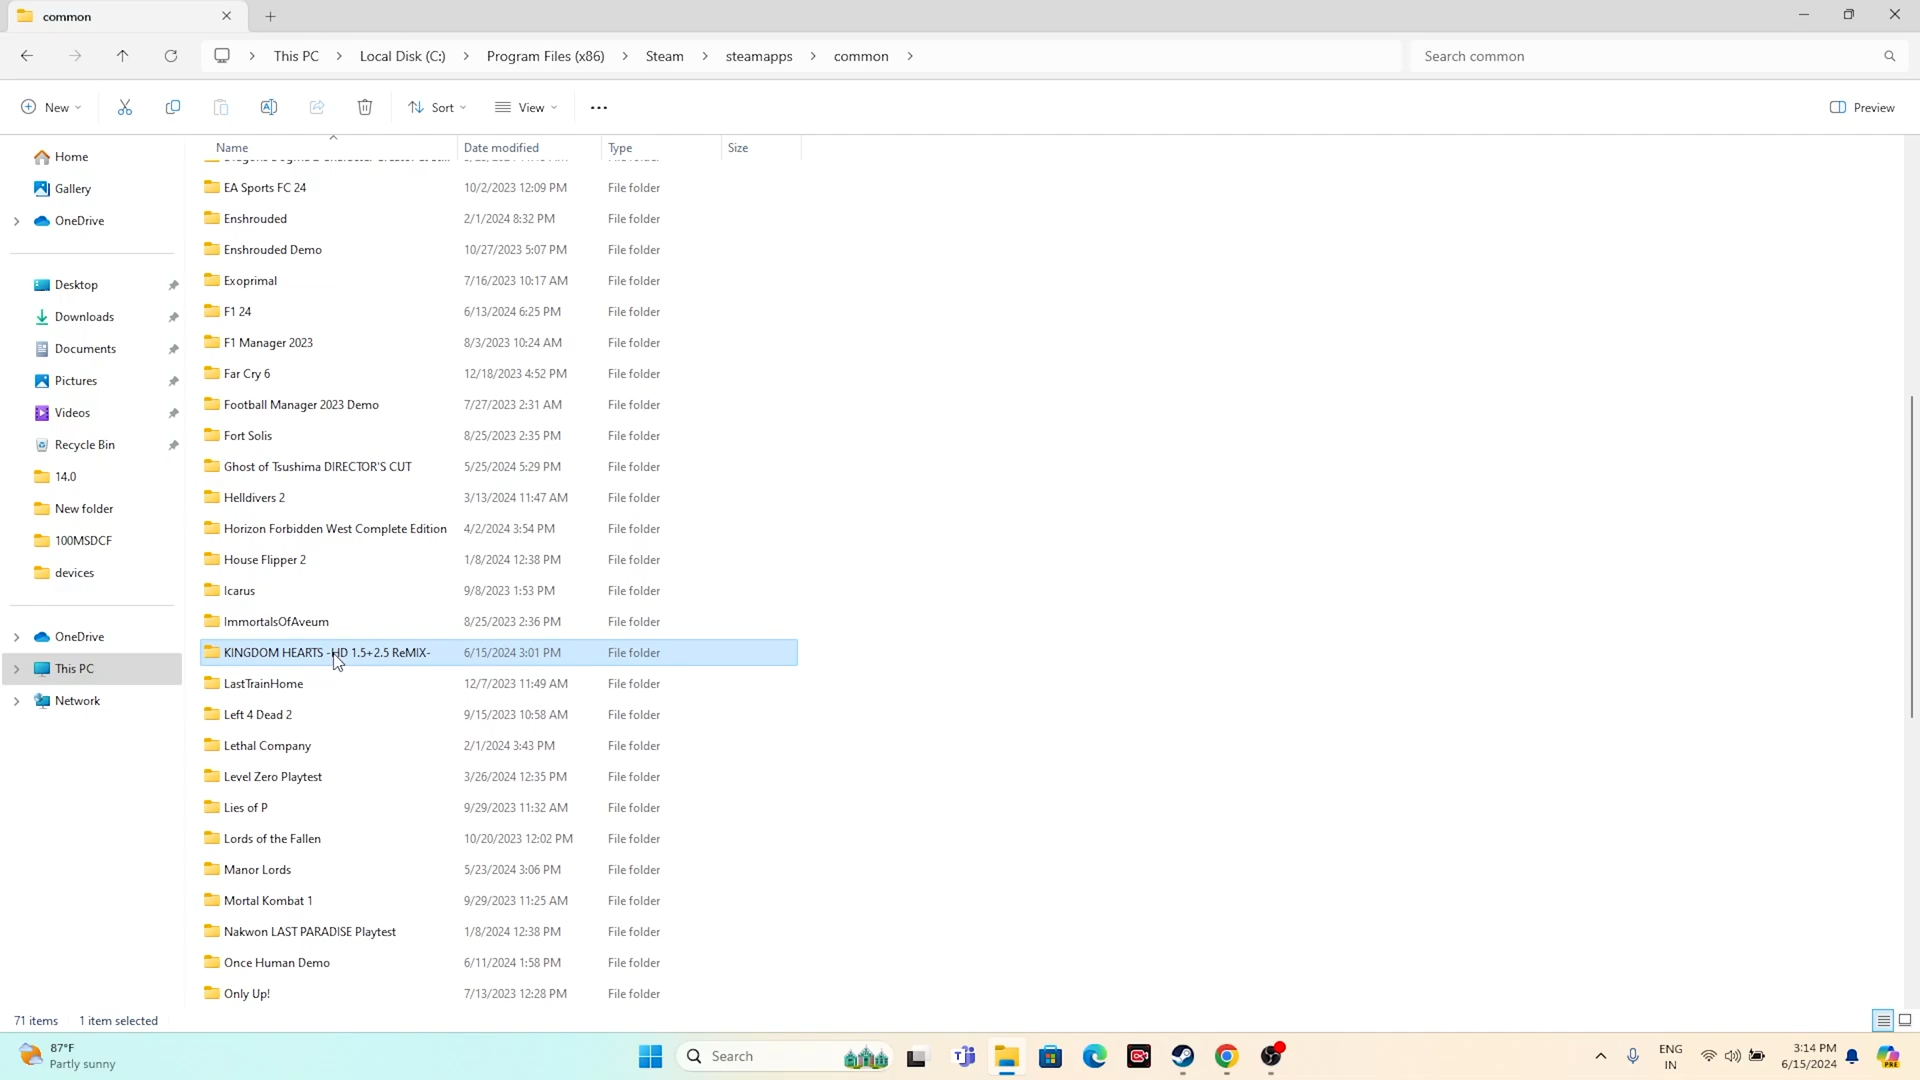 common
This PC > Local Disk (C:) > Program Files (x86) > Steam > steamapps > common >
Search common
New
Sort
View
Preview
Name
Date modified
Type
Size
Home
Gallery
OneDrive
Desktop
Downloads
Documents
Pictures
Videos
Recycle Bin
14.0
New folder
100MSDCF
devices
OneDrive
This PC
Network
EA Sports FC 24 10/2/2023 12:09 PM File folder
Enshrouded 2/1/2024 8:32 PM File folder
Enshrouded Demo 10/27/2023 5:07 PM File folder
Exoprimal 7/16/2023 10:17 AM File folder
F1 24 6/13/2024 6:25 PM File folder
F1 Manager 2023 8/3/2023 10:24 AM File folder
Far Cry 6 12/18/2023 4:52 PM File folder
Football Manager 2023 Demo 7/27/2023 2:31 AM File folder
Fort Solis 8/25/2023 2:35 PM File folder
Ghost of Tsushima DIRECTOR'S CUT 5/25/2024 5:29 PM File folder
Helldivers 2 3/13/2024 11:47 AM File folder
Horizon Forbidden West Complete Edition 4/2/2024 3:54 PM File folder
House Flipper 2 1/8/2024 12:38 PM File folder
Icarus 9/8/2023 1:53 PM File folder
ImmortalsOfAveum 8/25/2023 2:36 PM File folder
KINGDOM HEARTS -HD 1.5+2.5 ReMIX- 6/15/2024 3:01 PM File folder
LastTrainHome 12/7/2023 11:49 AM File folder
Left 4 Dead 2 9/15/2023 10:58 AM File folder
Lethal Company 2/1/2024 3:43 PM File folder
Level Zero Playtest 3/26/2024 12:35 PM File folder
Lies of P 9/29/2023 11:32 AM File folder
Lords of the Fallen 10/20/2023 12:02 PM File folder
Manor Lords 5/23/2024 3:06 PM File folder
Mortal Kombat 1 9/29/2023 11:25 AM File folder
Nakwon LAST PARADISE Playtest 1/8/2024 12:38 PM File folder
Once Human Demo 6/11/2024 1:58 PM File folder
Only Up! 7/13/2023 12:28 PM File folder
71 items 1 item selected
87°F
Partly sunny
Search
ENG
IN
3:14 PM
6/15/2024
PRE